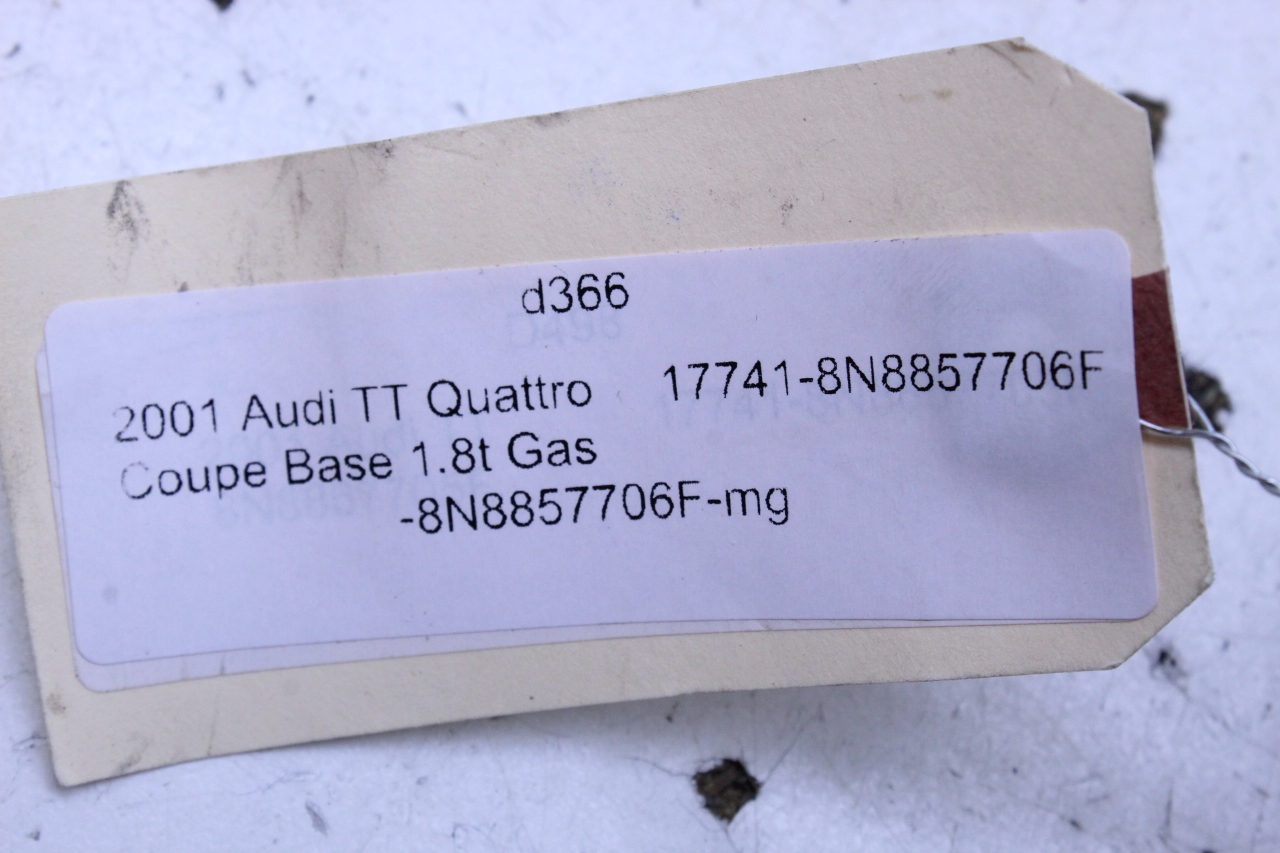 d366
2001 Audi TT Quattro 17741-8N8857706F
Coupe Base 1.8t Gas
-8N8857706F-mg